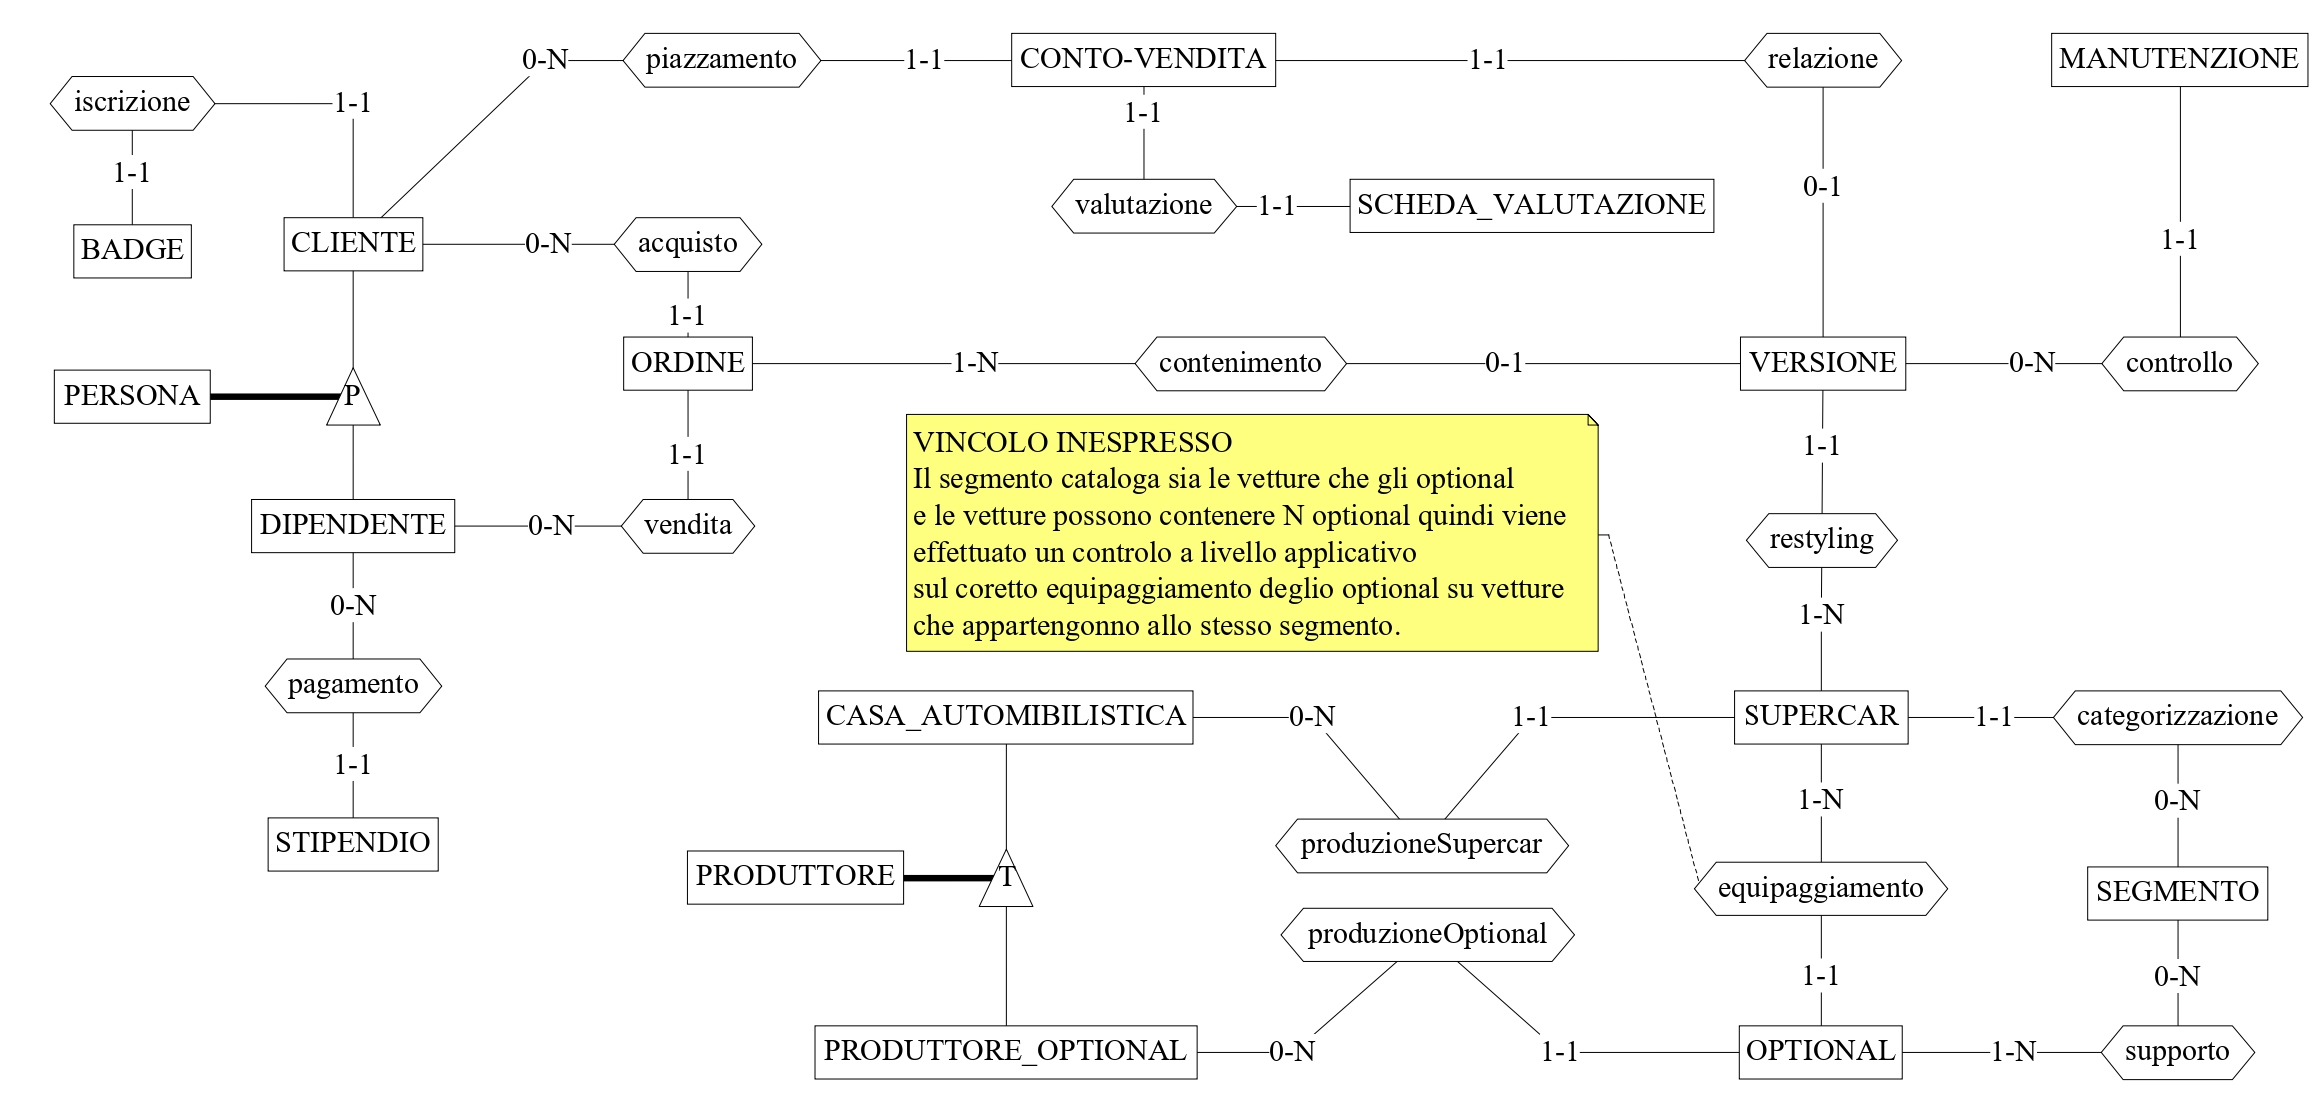 0-N
piazzamento
1-1
CONTO-VENDITA
1-1
relazione
MANUTENZIONE
iscrizione
1-1
1-1
1-1
0-1
valutazione
1-1
SCHEDA_VALUTAZIONE
BADGE
CLIENTE
0-N
acquisto
1-1
1-1
ORDINE
1-N
contenimento
0-1
VERSIONE
0-N
controllo
PERSONA
P
1-1
1-1
VINCOLO INESPRESSO
Il segmento cataloga sia le vetture che gli optional
e le vetture possono contenere N optional quindi viene
effettuato un controlo a livello applicativo
sul coretto equipaggiamento deglio optional su vetture
che appartengonno allo stesso segmento.
DIPENDENTE
0-N
vendita
restyling
0-N
1-N
pagamento
1-1
STIPENDIO
CASA_AUTOMIBILISTICA
0-N
1-1
SUPERCAR
1-1
categorizzazione
1-N
0-N
produzioneSupercar
PRODUTTORE
T
equipaggiamento
SEGMENTO
produzioneOptional
1-1
0-N
PRODUTTORE_OPTIONAL
0-N
1-1
OPTIONAL
1-N
supporto